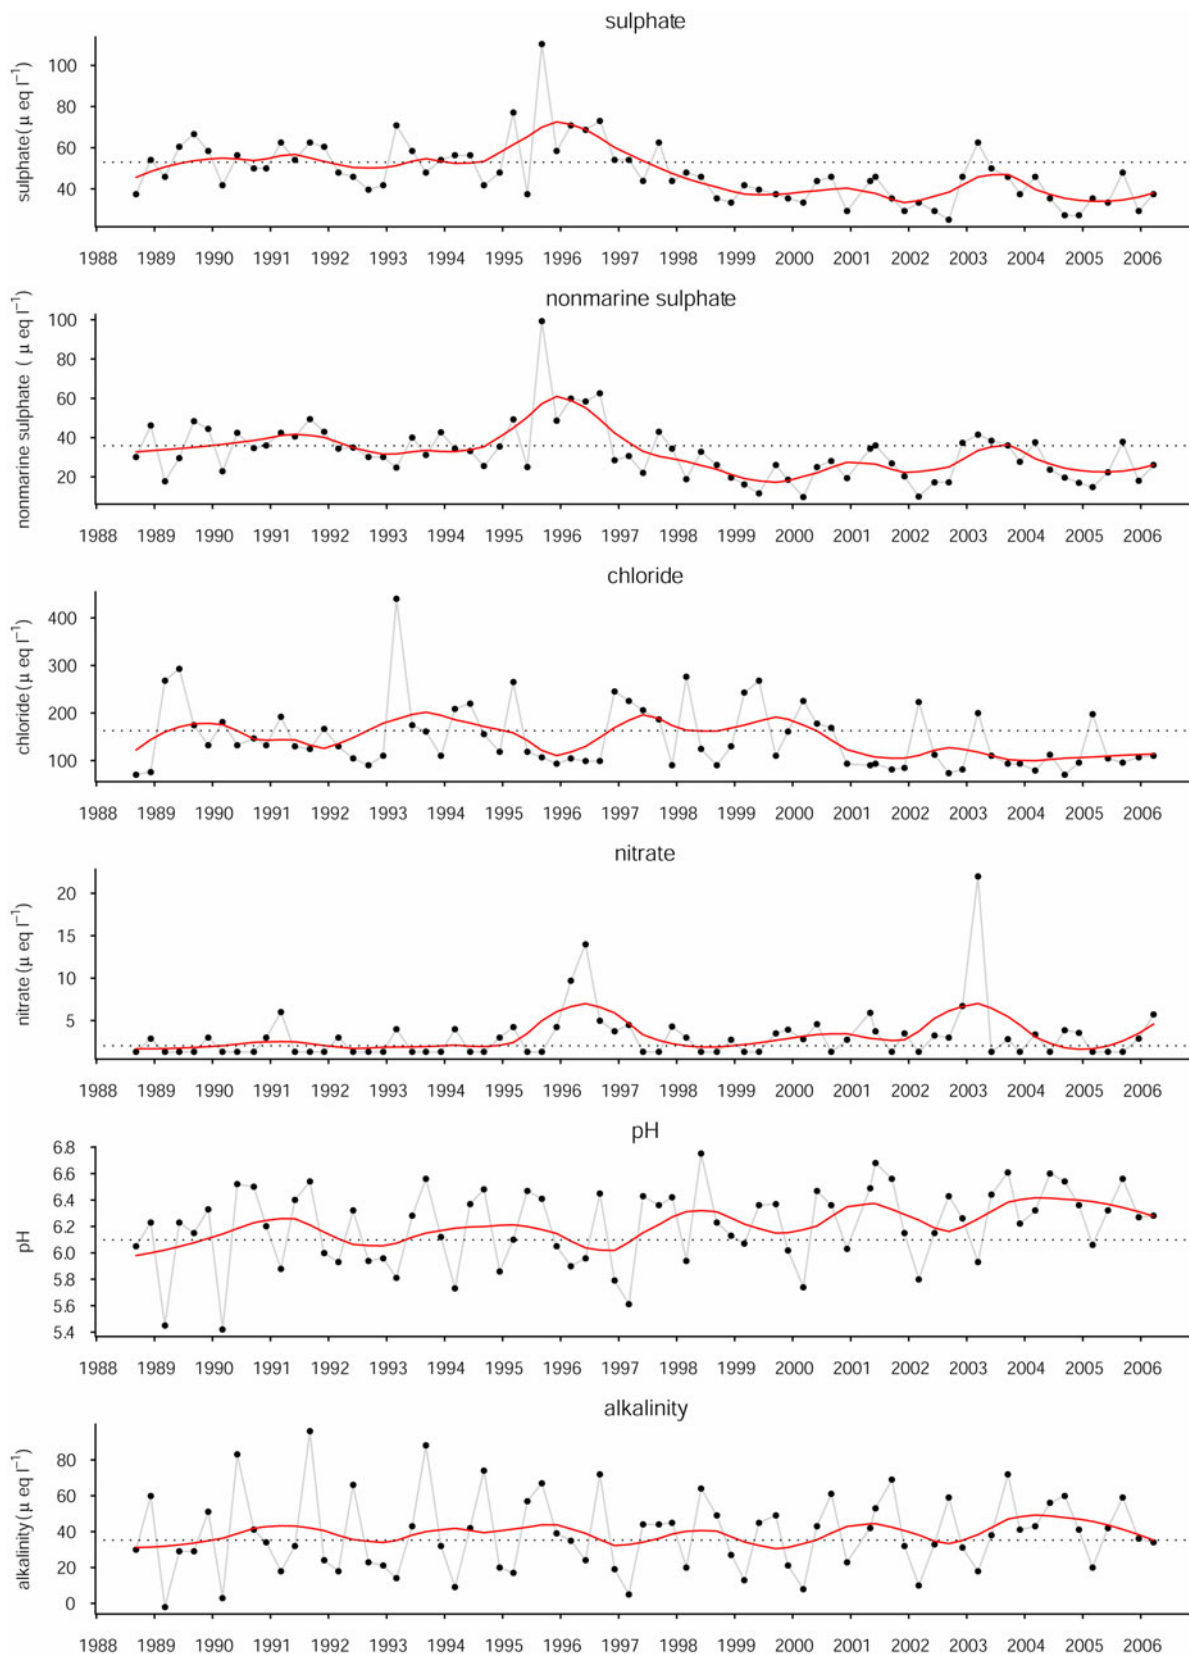 sulphate
sulphate(μ eq l⁻¹)
100
80
60
40
1988 1989 1990 1991 1992 1993 1994 1995 1996 1997 1998 1999 2000 2001 2002 2003 2004 2005 2006
nonmarine sulphate
nonmarine sulphate ( μ eq l⁻¹)
100
80
60
40
20
1988 1989 1990 1991 1992 1993 1994 1995 1996 1997 1998 1999 2000 2001 2002 2003 2004 2005 2006
chloride
chloride(μ eq l⁻¹)
400
300
200
100
1988 1989 1990 1991 1992 1993 1994 1995 1996 1997 1998 1999 2000 2001 2002 2003 2004 2005 2006
nitrate
nitrate(μ eq l⁻¹)
20
15
10
5
1988 1989 1990 1991 1992 1993 1994 1995 1996 1997 1998 1999 2000 2001 2002 2003 2004 2005 2006
pH
pH
6.8
6.6
6.4
6.2
6.0
5.8
5.6
5.4
1988 1989 1990 1991 1992 1993 1994 1995 1996 1997 1998 1999 2000 2001 2002 2003 2004 2005 2006
alkalinity
alkalinity(μ eq l⁻¹)
80
60
40
20
0
1988 1989 1990 1991 1992 1993 1994 1995 1996 1997 1998 1999 2000 2001 2002 2003 2004 2005 2006